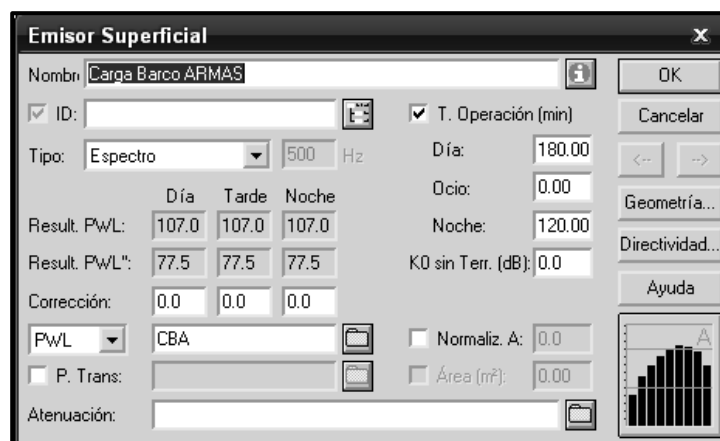 Emisor Superficial x
Nombr Carga Barco ARMAS OK
ID: T. Operación (min) Cancelar
Tipo: Espectro 500 Hz Día: 180.00 <-- -->
Día Tarde Noche Ocio: 0.00 Geometría...
Result. PWL: 107.0 107.0 107.0 Noche: 120.00
Result. PWL": 77.5 77.5 77.5 K0 sin Terr. (dB): 0.0 Directividad...
Corrección: 0.0 0.0 0.0 Ayuda
PWL CBA Normaliz. A: 0.0 A
P. Trans: Área (m²): 0.00
Atenuación: